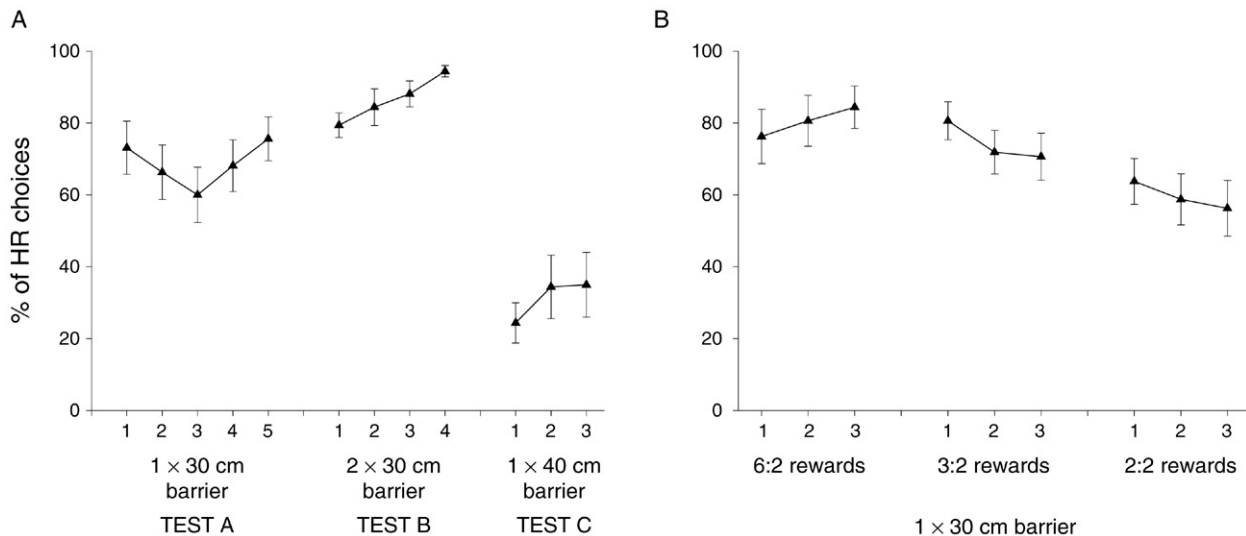 A
B
% of HR choices
100
80
60
40
20
0
1 2 3 4 5
1 2 3 4
1 2 3
1 × 30 cm
barrier
TEST A
2 × 30 cm
barrier
TEST B
1 × 40 cm
barrier
TEST C
100
80
60
40
20
0
1 2 3
1 2 3
1 2 3
6:2 rewards
3:2 rewards
2:2 rewards
1 × 30 cm barrier